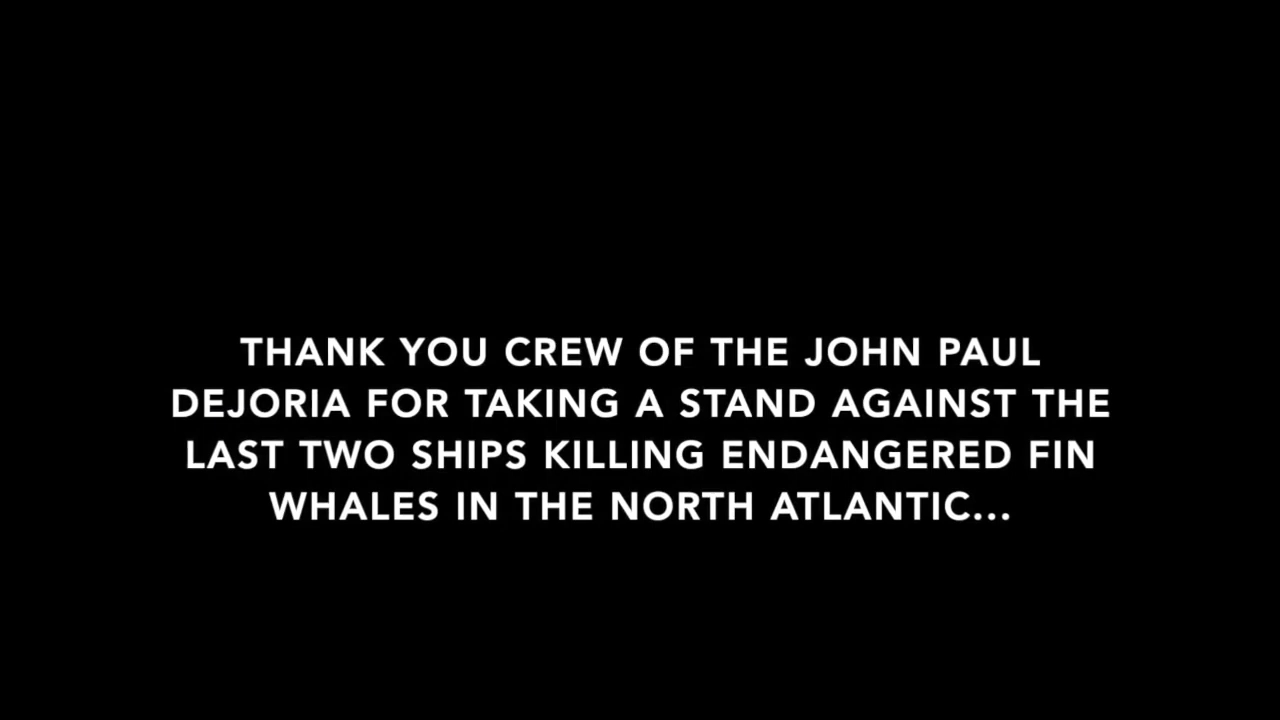 THANK YOU CREW OF THE JOHN PAUL
DEJORIA FOR TAKING A STAND AGAINST THE
LAST TWO SHIPS KILLING ENDANGERED FIN
WHALES IN THE NORTH ATLANTIC...